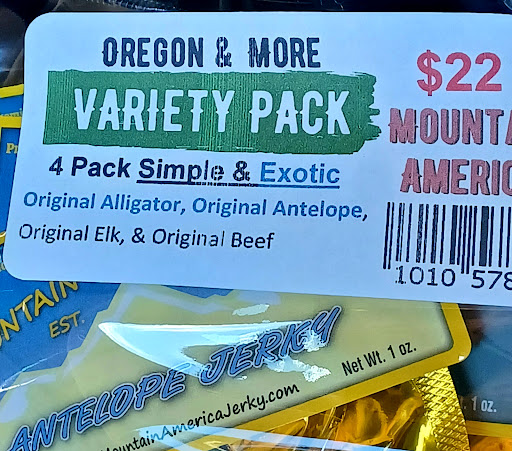 OREGON & MORE
VARIETY PACK
4 Pack Simple & Exotic
Original Alligator, Original Antelope,
Original Elk, & Original Beef
$22
MOUNTA
AMERIC
1010 578
NTAIN
EST.
ANTELOPE JERKY
Net Wt. 1 oz.
MountainAmericaJerky.com
1 oz.